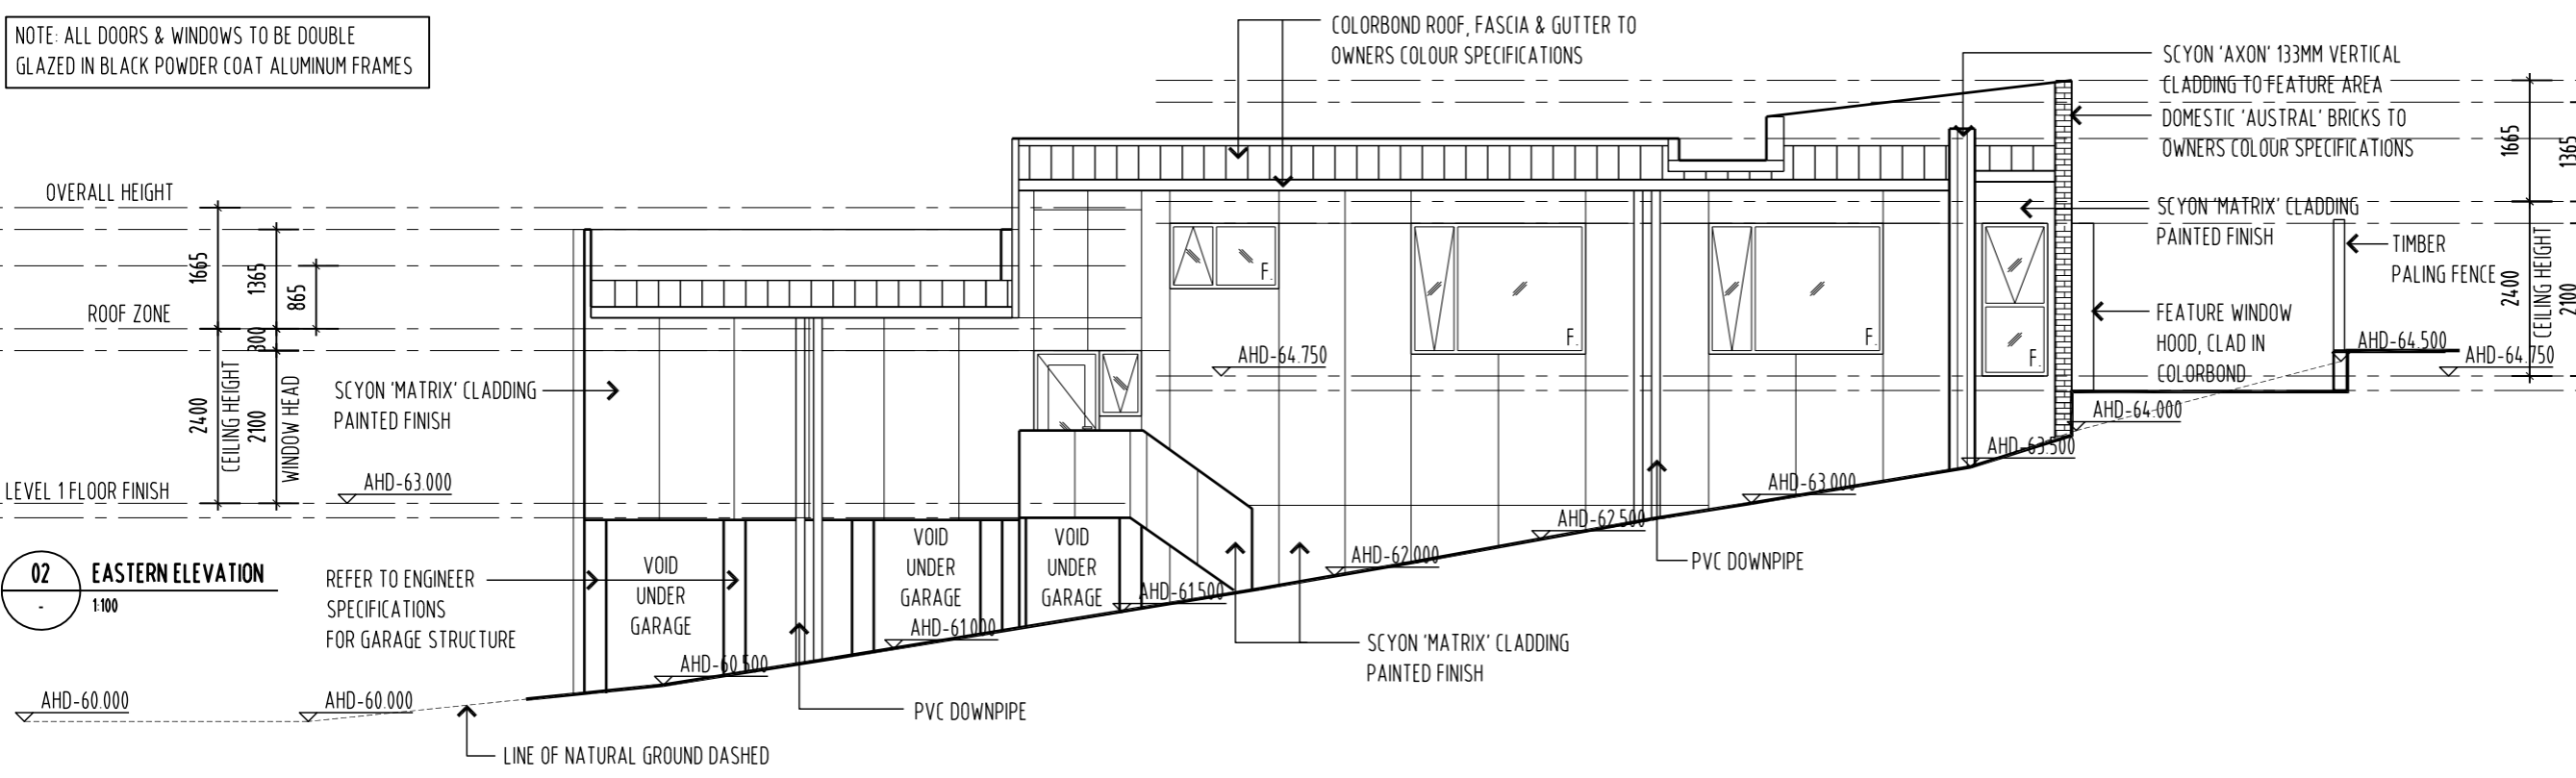 NOTE: ALL DOORS & WINDOWS TO BE DOUBLE
GLAZED IN BLACK POWDER COAT ALUMINUM FRAMES
COLORBOND ROOF, FASCIA & GUTTER TO
OWNERS COLOUR SPECIFICATIONS
SCYON 'AXON' 133MM VERTICAL
CLADDING TO FEATURE AREA
DOMESTIC 'AUSTRAL' BRICKS TO
OWNERS COLOUR SPECIFICATIONS
SCYON 'MATRIX' CLADDING
PAINTED FINISH
TIMBER
PALING FENCE
FEATURE WINDOW
HOOD, CLAD IN
COLORBOND
1665
1365
2400
CEILING HEIGHT
2100
AHD-64.500
AHD-64.750
AHD-64.000
AHD-63.500
OVERALL HEIGHT
ROOF ZONE
LEVEL 1 FLOOR FINISH
1665
1365
865
300
2400
CEILING HEIGHT
2100
WINDOW HEAD
SCYON 'MATRIX' CLADDING
PAINTED FINISH
AHD-63.000
F.
F.
F.
F.
AHD-64.750
AHD-63.000
AHD-62.500
AHD-62.000
AHD-61.500
AHD-61.000
AHD-60.500
VOID
UNDER
GARAGE
VOID
UNDER
GARAGE
VOID
UNDER
GARAGE
02
-
EASTERN ELEVATION
1:100
REFER TO ENGINEER
SPECIFICATIONS
FOR GARAGE STRUCTURE
PVC DOWNPIPE
SCYON 'MATRIX' CLADDING
PAINTED FINISH
AHD-60.000
AHD-60.000
PVC DOWNPIPE
LINE OF NATURAL GROUND DASHED